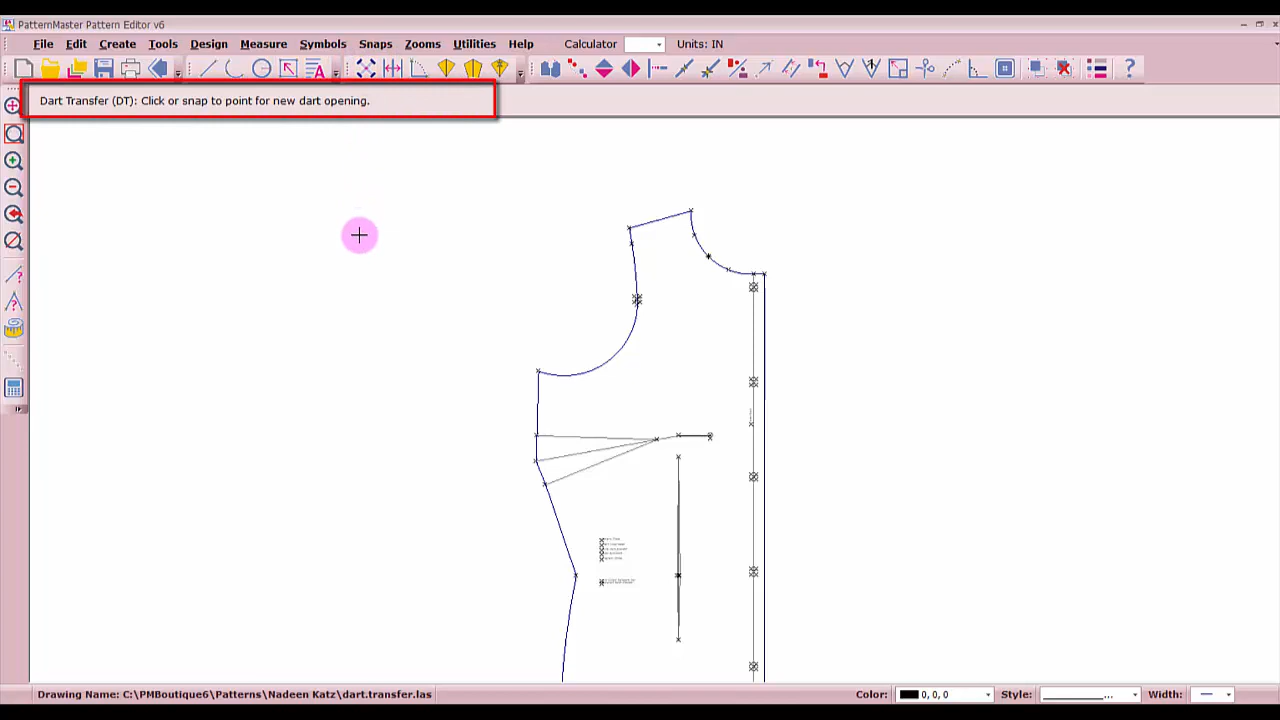 PatternMaster Pattern Editor v6
File Edit Create Tools Design Measure Symbols Snaps Zooms Utilities Help Calculator Units: IN
Dart Transfer (DT): Click or snap to point for new dart opening.
Drawing Name: C:\PMBoutique6\Patterns\Nadeen Katz\dart.transfer.las Color: 0, 0, 0 Style: ... Width: